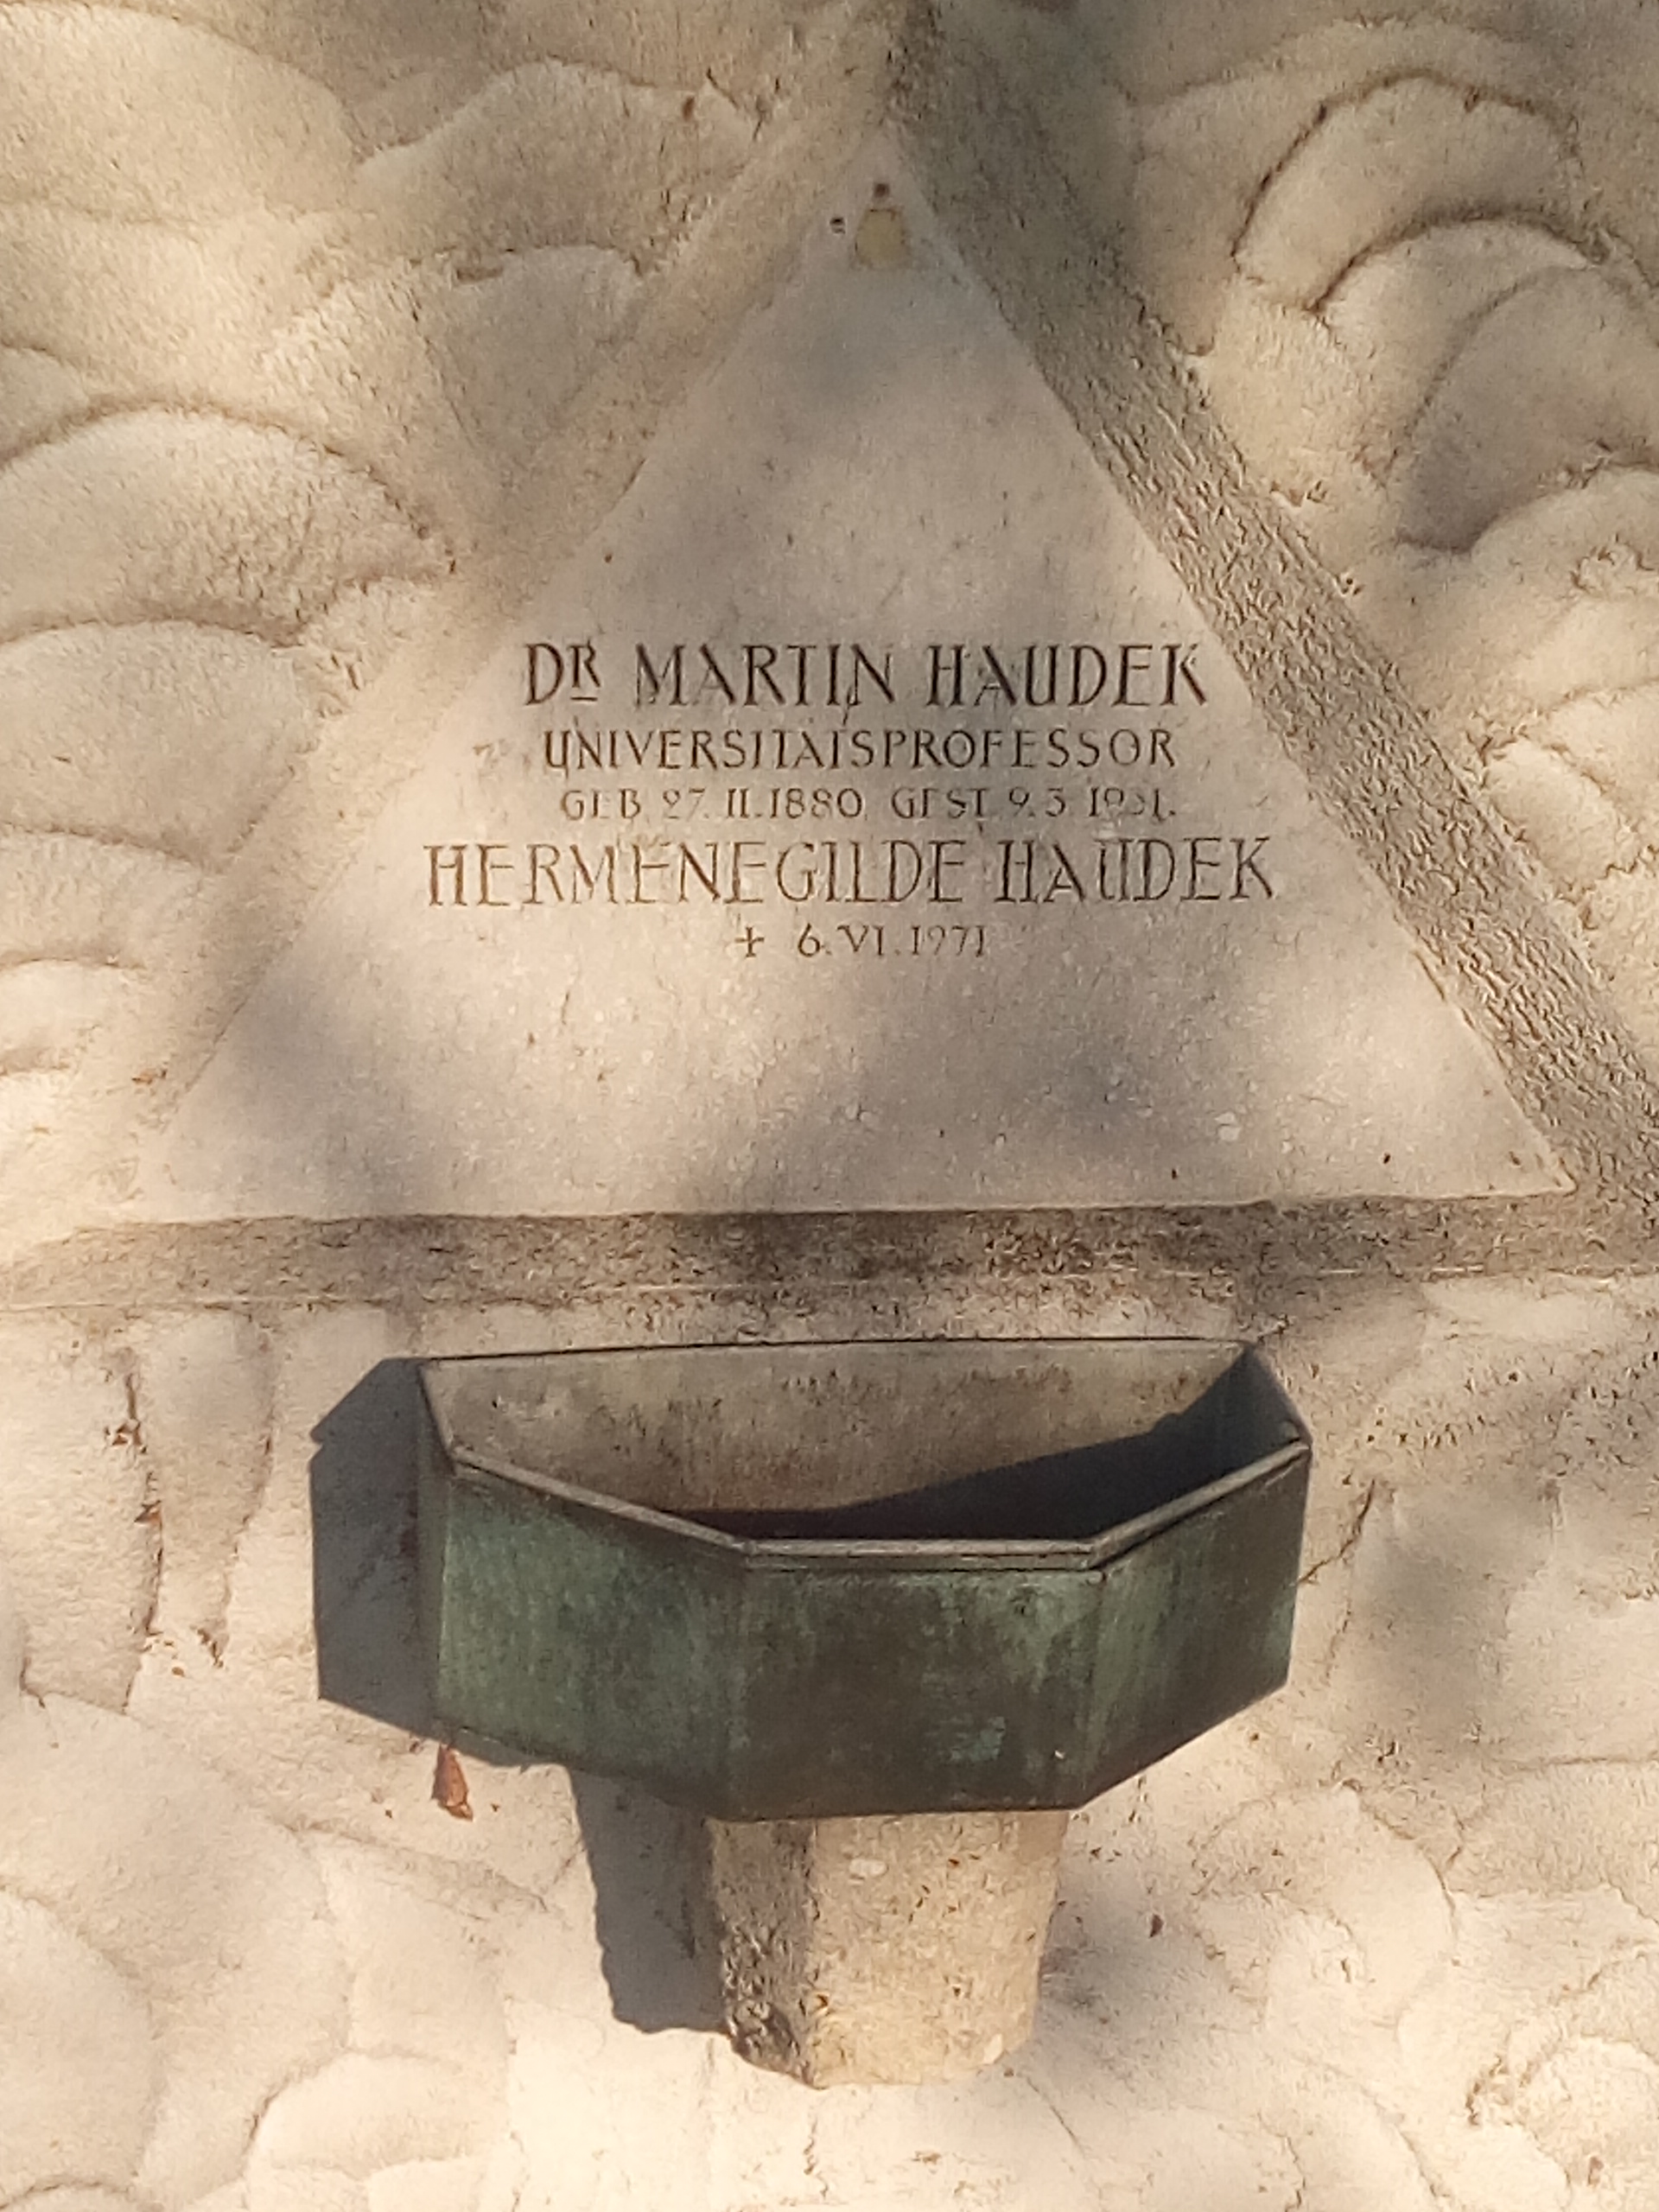 DR MARTIN HAUDEK
UNIVERSITÄTSPROFESSOR
GEB. 27. II. 1880 GEST. 9. 3. 1931.
HERMENEGILDE HAUDEK
+ 6. VI. 1971